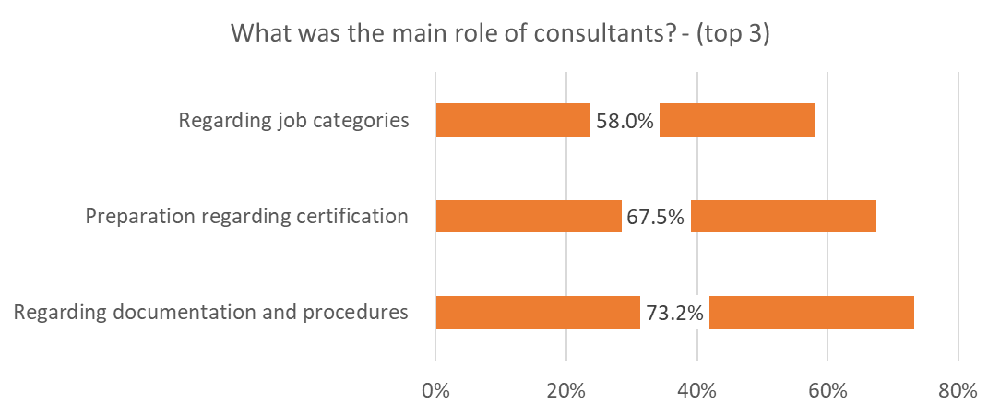 What was the main role of consultants? - (top 3)
Regarding job categories
58.0%
Preparation regarding certification
67.5%
Regarding documentation and procedures
73.2%
0%
20%
40%
60%
80%